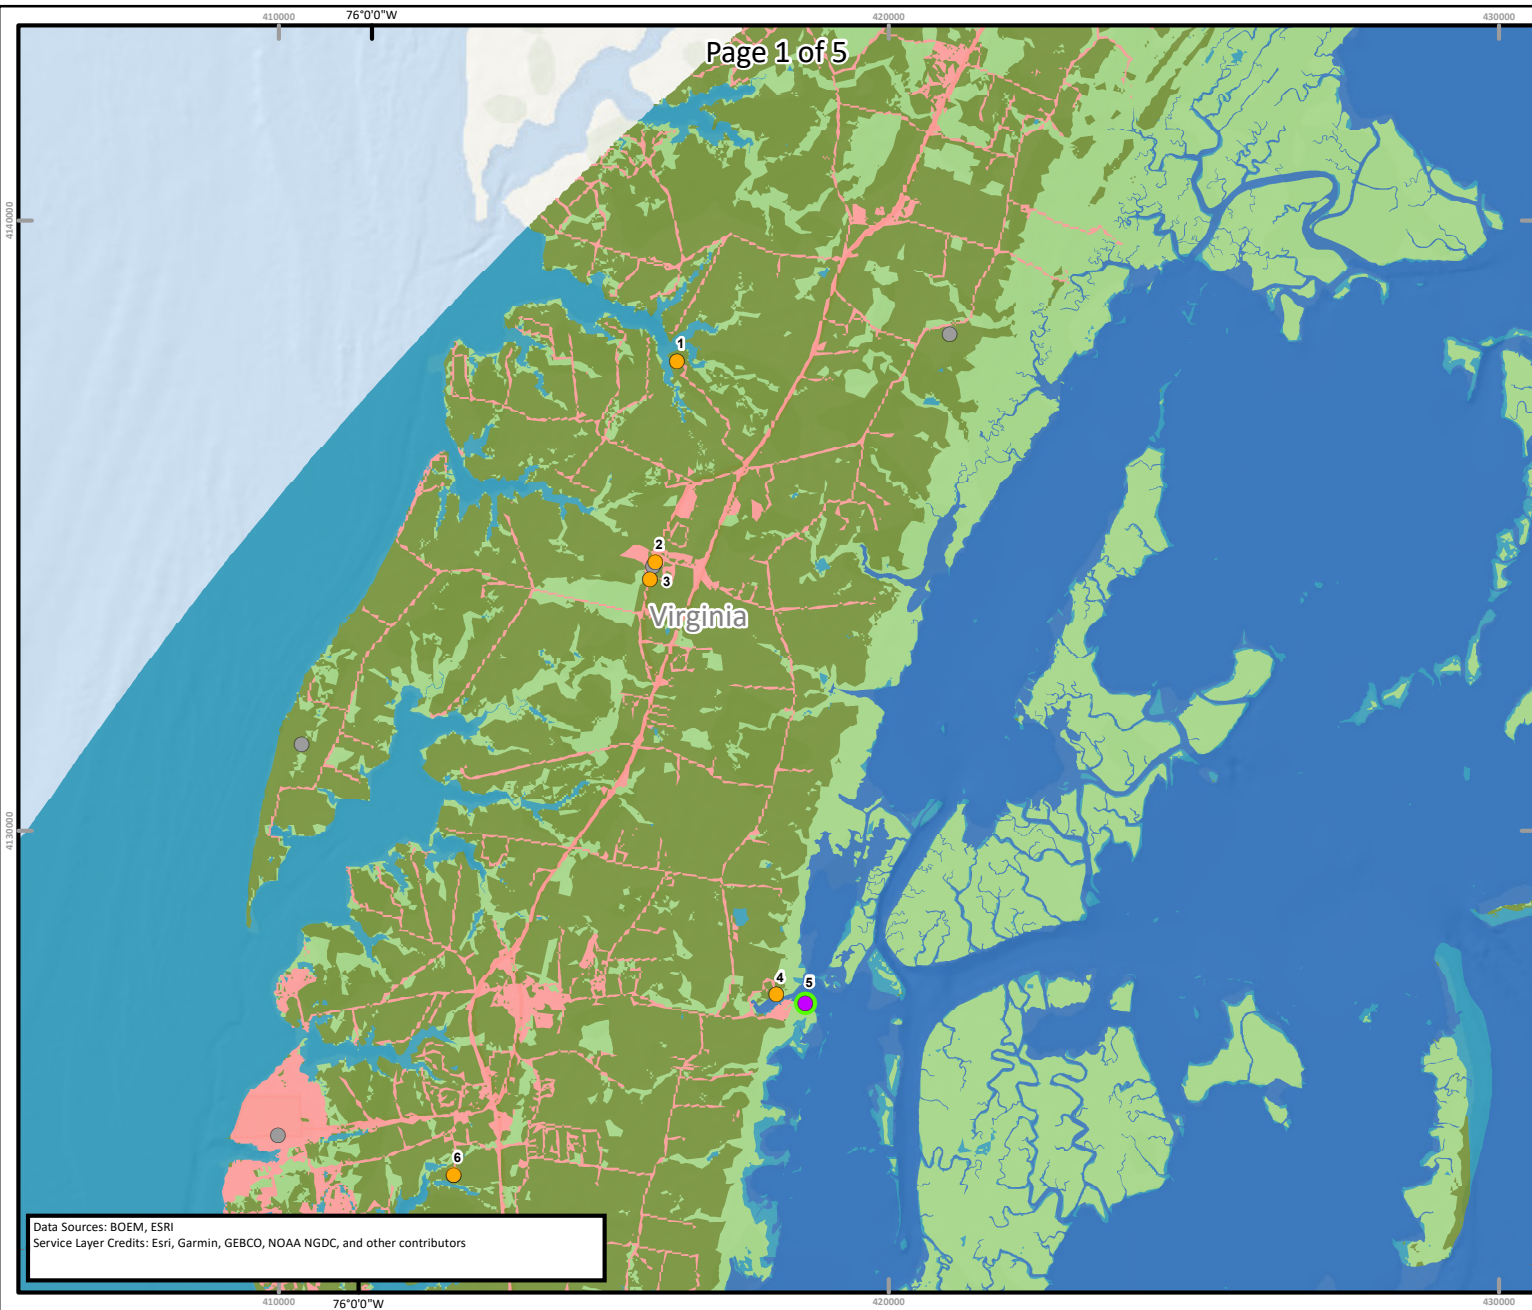 410000
76°0'0"W
420000
430000
Page 1 of 5
4140000
1
2
3
Virginia
4130000
4
5
6
Data Sources: BOEM, ESRI
Service Layer Credits: Esri, Garmin, GEBCO, NOAA NGDC, and other contributors
410000
76°0'0"W
420000
430000